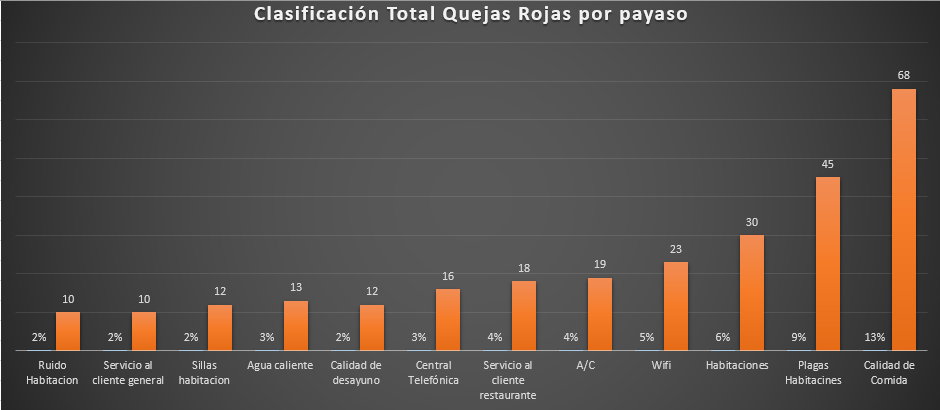 Clasificación Total Quejas Rojas por payaso
68
45
30
23
19
18
16
13
12
12
10
10
2%
2%
2%
3%
2%
3%
4%
4%
5%
6%
9%
13%
Ruido
Habitacion
Servicio al
cliente general
Sillas
habitacion
Agua caliente
Calidad de
desayuno
Central
Telefónica
Servicio al
cliente
restaurante
A/C
Wifi
Habitaciones
Plagas
Habitacines
Calidad de
Comida